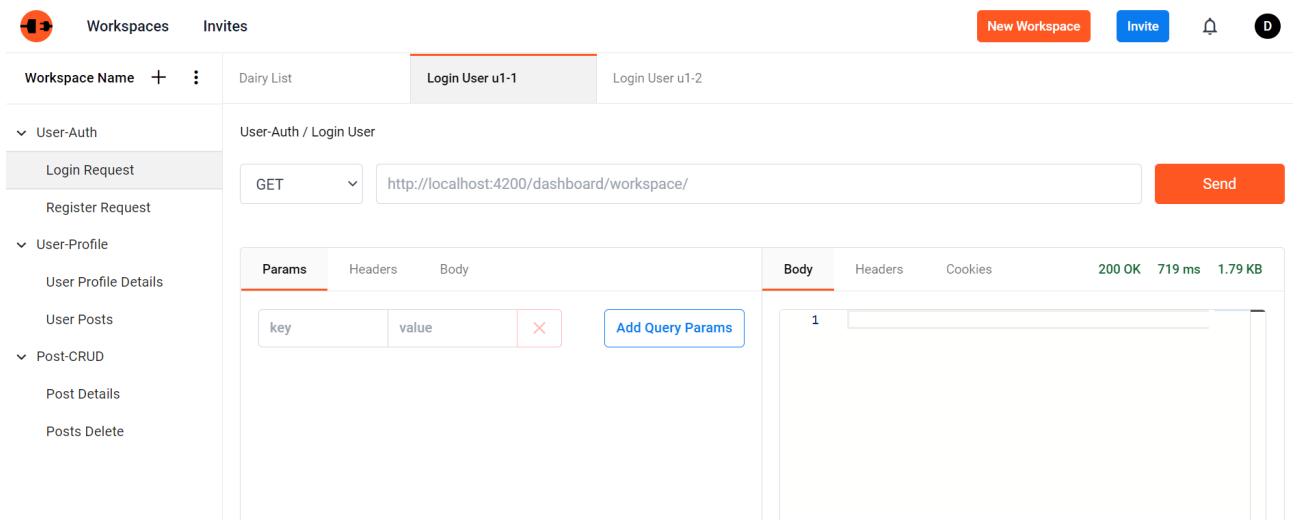 Workspaces Invites New Workspace Invite D
Workspace Name
Dairy List Login User u1-1 Login User u1-2
User-Auth
Login Request
Register Request
User-Profile
User Profile Details
User Posts
Post-CRUD
Post Details
Posts Delete
User-Auth / Login User
GET http://localhost:4200/dashboard/workspace/ Send
Params Headers Body
key value Add Query Params
Body Headers Cookies 200 OK 719 ms 1.79 KB
1